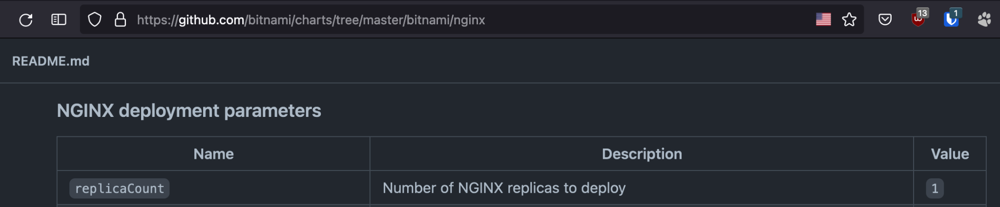 https://github.com/bitnami/charts/tree/master/bitnami/nginx 13 1
README.md
NGINX deployment parameters
Name Description Value
replicaCount Number of NGINX replicas to deploy 1